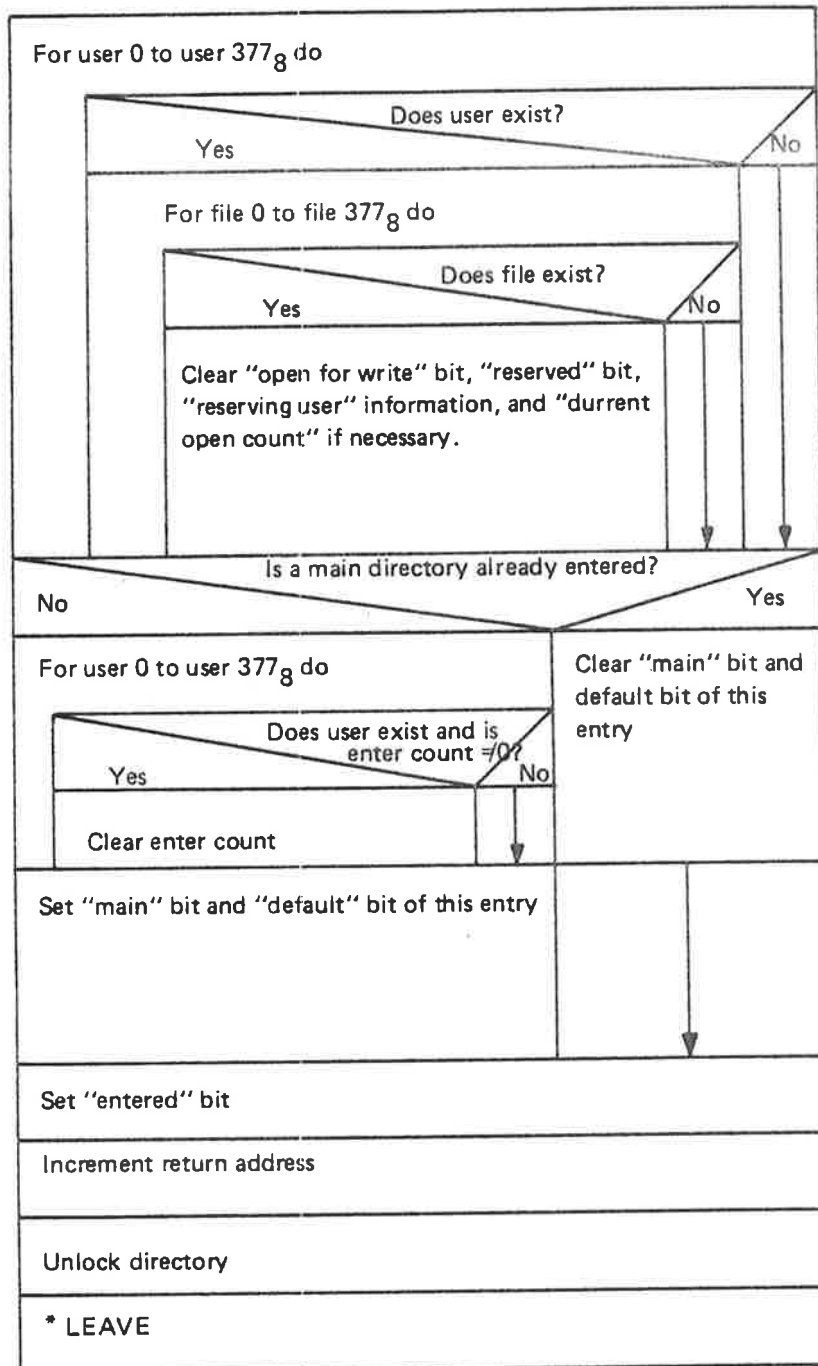 For user 0 to user 377₈ do
Does user exist?
Yes
No
For file 0 to file 377₈ do
Does file exist?
Yes
No
Clear “open for write” bit, “reserved” bit,
“reserving user” information, and “durrent
open count” if necessary.
Is a main directory already entered?
No
Yes
For user 0 to user 377₈ do
Does user exist and is
enter count ≠0?
Yes
No
Clear enter count
Clear “main” bit and
default bit of this
entry
Set “main” bit and “default” bit of this entry
Set “entered” bit
Increment return address
Unlock directory
* LEAVE